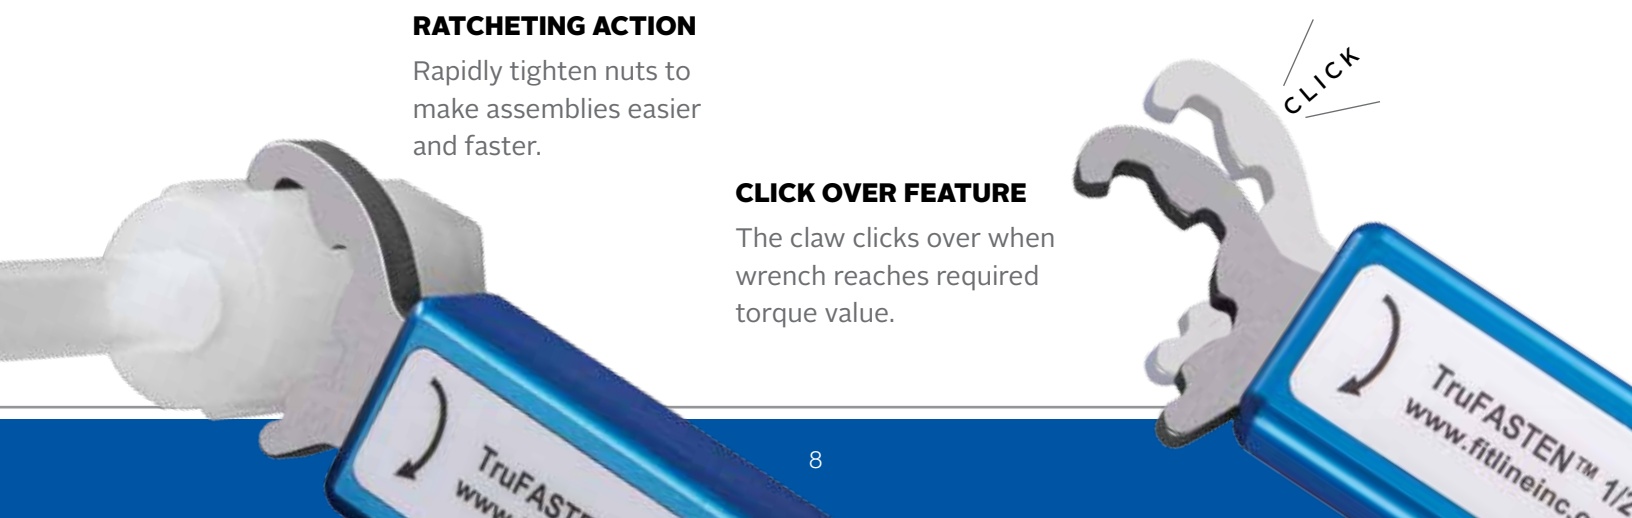 RATCHETING ACTION
Rapidly tighten nuts to
make assemblies easier
and faster.
CLICK
CLICK OVER FEATURE
The claw clicks over when
wrench reaches required
torque value.
TruFASTEN™ 1/2
www.fitlineinc.c
TruFAST
www.
8